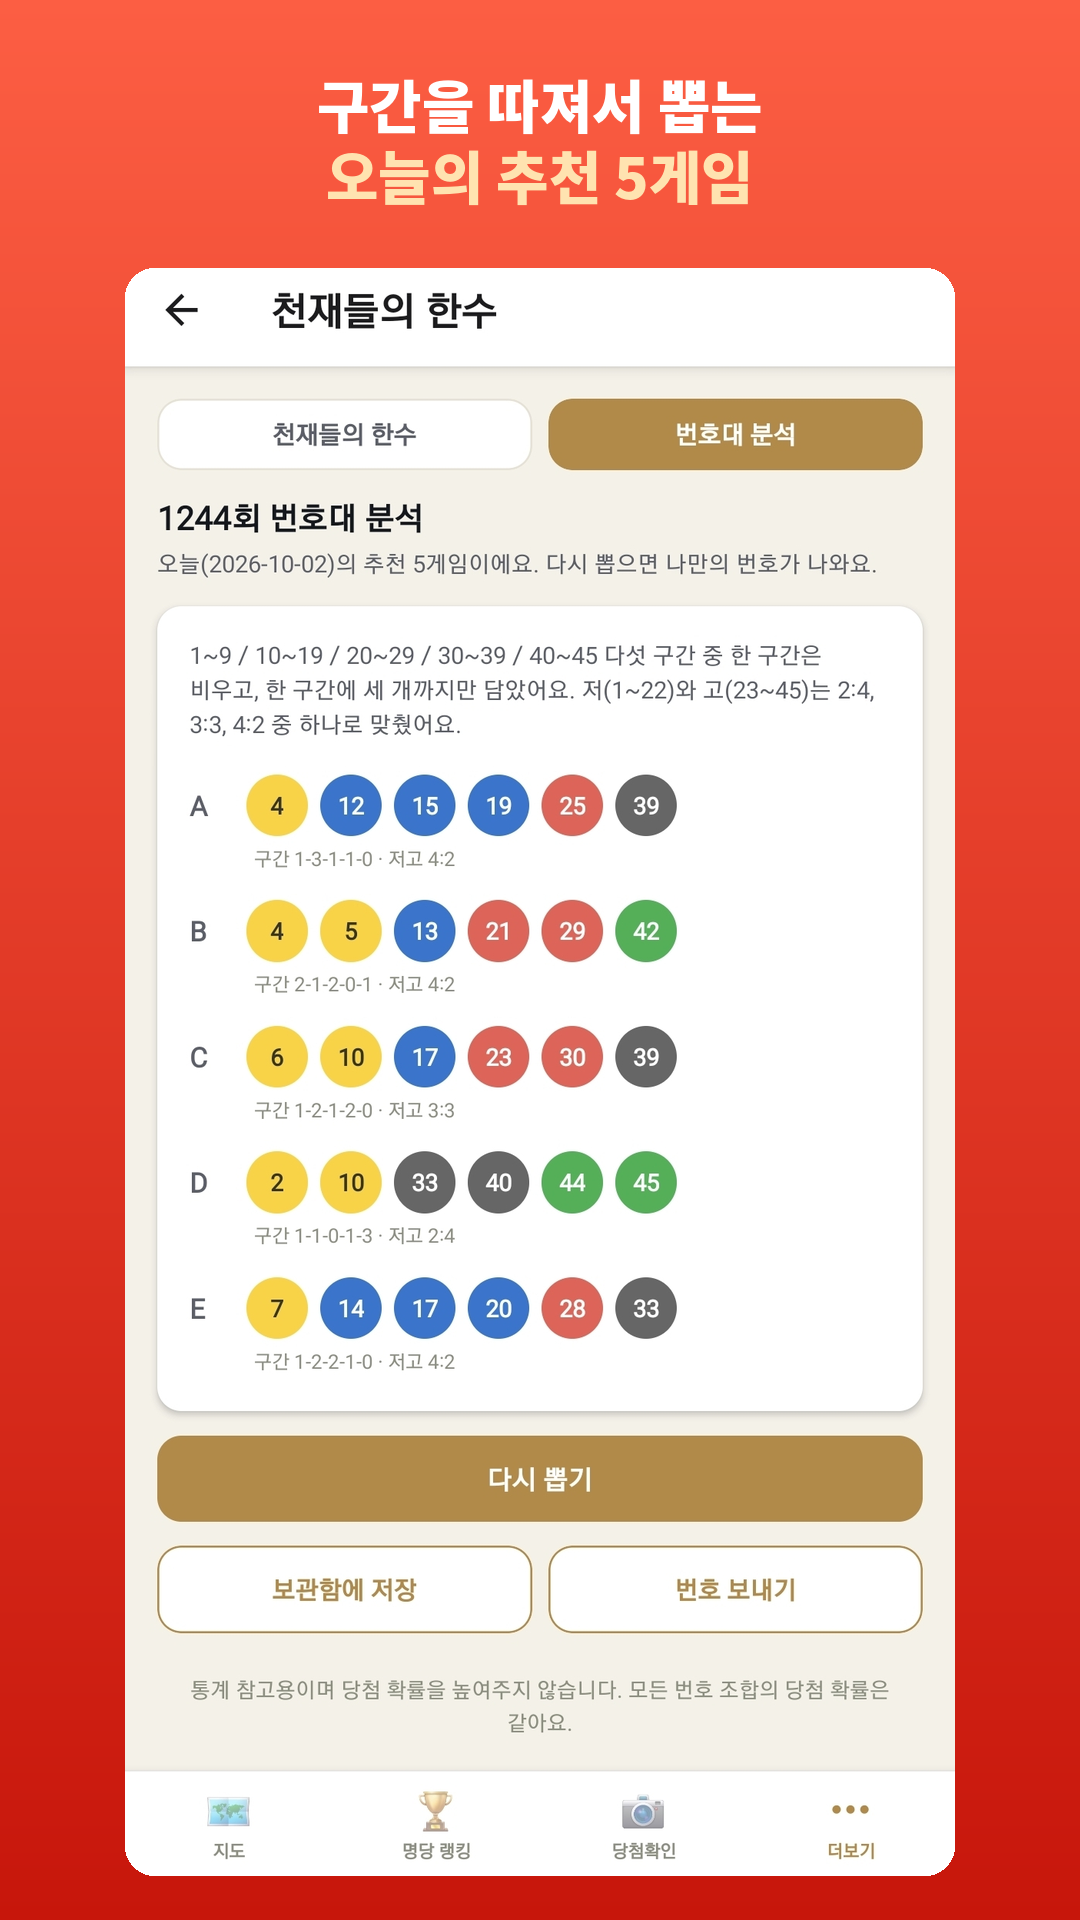 구간을 따져서 뽑는
오늘의 추천 5게임
천재들의 한수
천재들의 한수
번호대 분석
1244회 번호대 분석
오늘(2026-10-02)의 추천 5게임이에요. 다시 뽑으면 나만의 번호가 나와요.
1~9 / 10~19 / 20~29 / 30~39 / 40~45 다섯 구간 중 한 구간은
비우고, 한 구간에 세 개까지만 담았어요. 저(1~22)와 고(23~45)는 2:4,
3:3, 4:2 중 하나로 맞췄어요.
A 4 12 15 19 25 39
구간 1-3-1-1-0 · 저고 4:2
B 4 5 13 21 29 42
구간 2-1-2-0-1 · 저고 4:2
C 6 10 17 23 30 39
구간 1-2-1-2-0 · 저고 3:3
D 2 10 33 40 44 45
구간 1-1-0-1-3 · 저고 2:4
E 7 14 17 20 28 33
구간 1-2-2-1-0 · 저고 4:2
다시 뽑기
보관함에 저장
번호 보내기
통계 참고용이며 당첨 확률을 높여주지 않습니다. 모든 번호 조합의 당첨 확률은
같아요.
지도
명당 랭킹
당첨확인
더보기